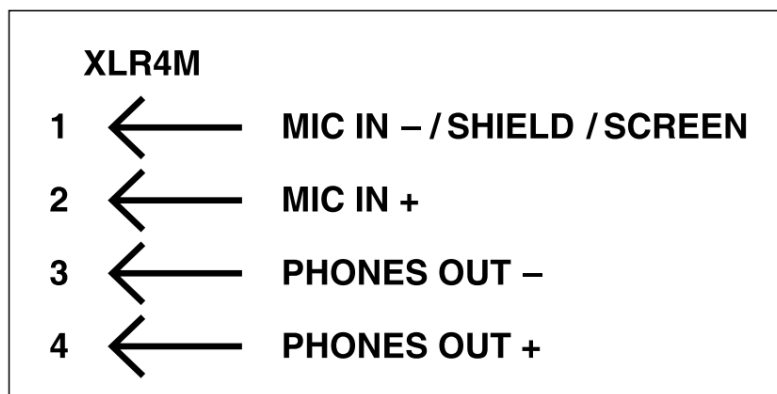 XLR4M
1 MIC IN – / SHIELD / SCREEN
2 MIC IN +
3 PHONES OUT –
4 PHONES OUT +